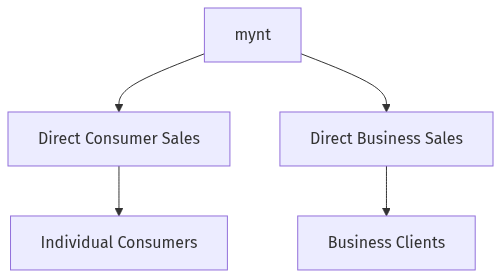 mynt
Direct Consumer Sales
Direct Business Sales
Individual Consumers
Business Clients